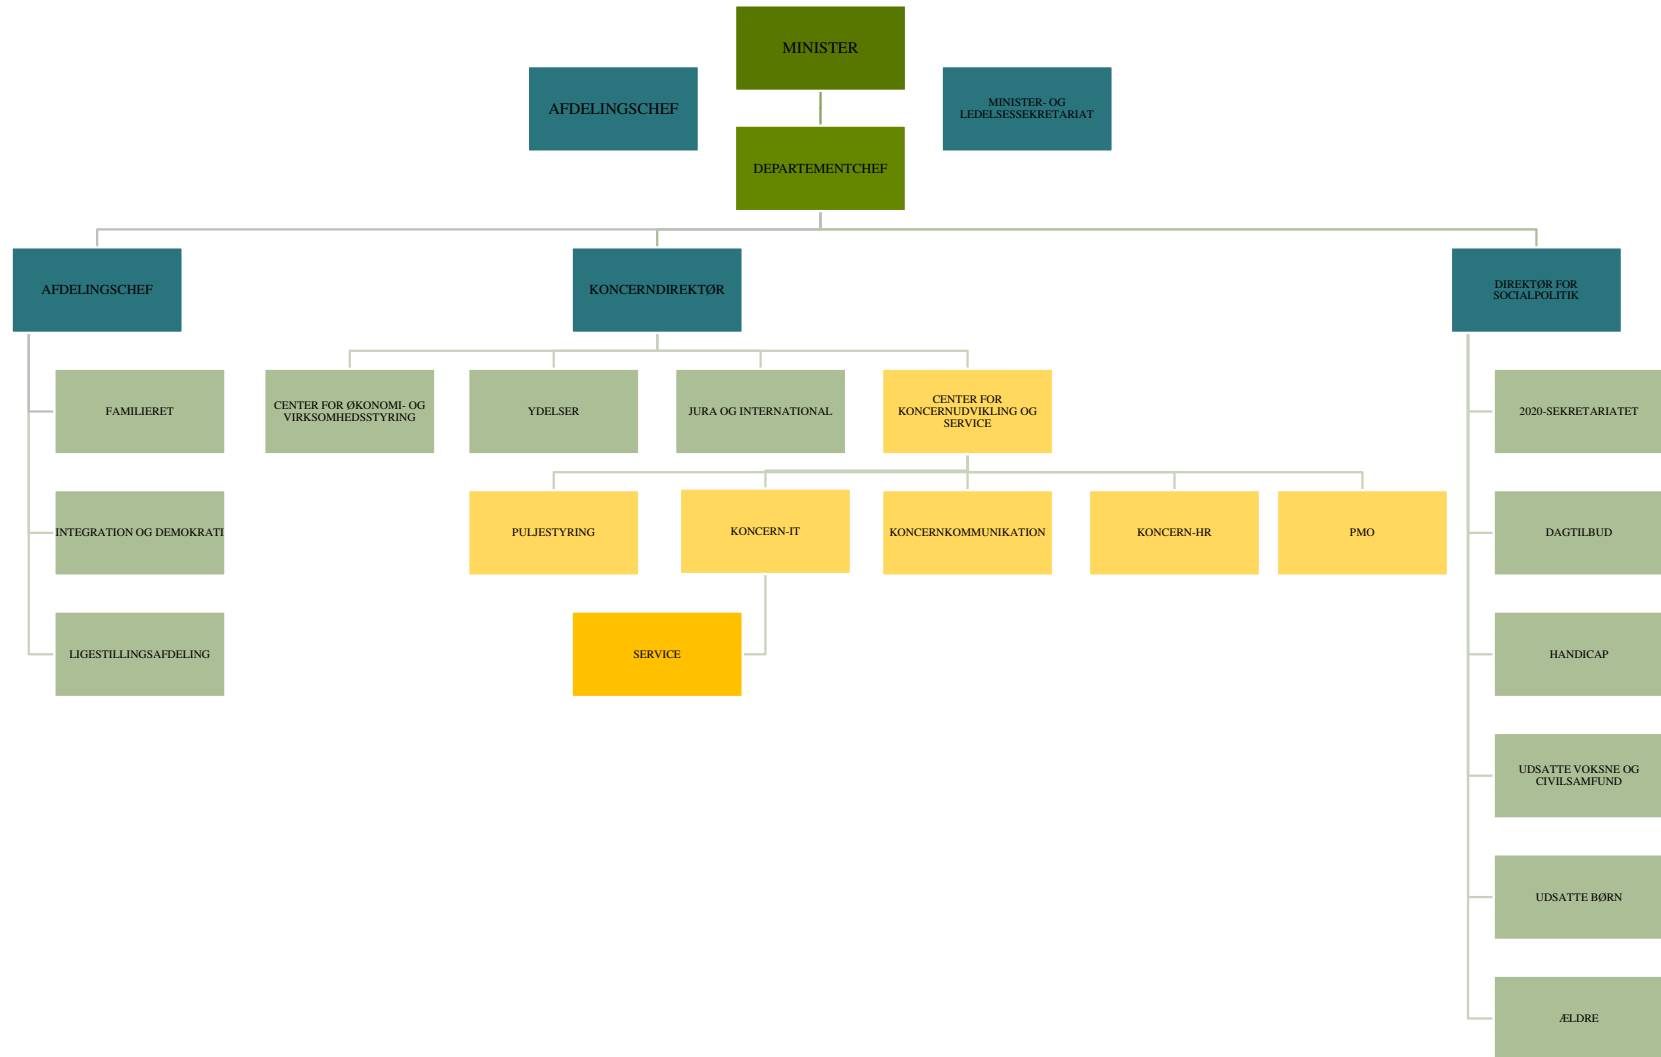 MINISTER
AFDELINGSCHEF
MINISTER- OG
LEDELSESSEKRETARIAT
DEPARTEMENTCHEF
AFDELINGSCHEF
KONCERNDIREKTØR
DIREKTØR FOR
SOCIALPOLITIK
FAMILIERET
CENTER FOR ØKONOMI- OG
VIRKSOMHEDSSTYRING
YDELSER
JURA OG INTERNATIONAL
CENTER FOR
KONCERNUDVIKLING OG
SERVICE
2020-SEKRETARIATET
INTEGRATION OG DEMOKRATI
PULJESTYRING
KONCERN-IT
KONCERNKOMMUNIKATION
KONCERN-HR
PMO
DAGTILBUD
LIGESTILLINGSAFDELING
SERVICE
HANDICAP
UDSATTE VOKSNE OG
CIVILSAMFUND
UDSATTE BØRN
ÆLDRE